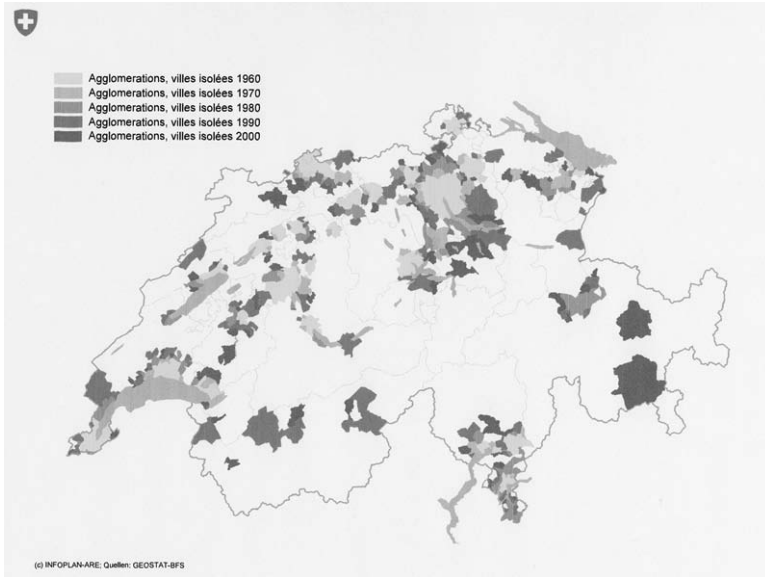 Agglomerations, villes isolées 1960
Agglomerations, villes isolées 1970
Agglomerations, villes isolées 1980
Agglomerations, villes isolées 1990
Agglomerations, villes isolées 2000
(c) INFOPLAN-ARE; Quellen: GEOSTAT-BFS